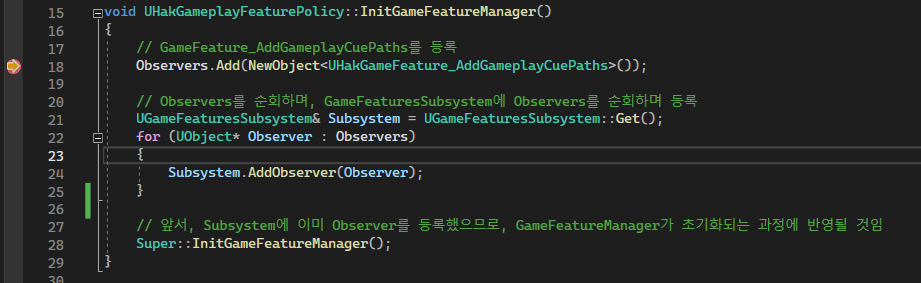 15 void UHakGameplayFeaturePolicy::InitGameFeatureManager()
16 {
17 // GameFeature_AddGameplayCuePaths를 등록
18 Observers.Add(NewObject<UHakGameFeature_AddGameplayCuePaths>());
19
20 // Observers를 순회하며, GameFeaturesSubsystem에 Observers를 순회하며 등록
21 UGameFeaturesSubsystem& Subsystem = UGameFeaturesSubsystem::Get();
22 for (UObject* Observer : Observers)
23 {
24 Subsystem.AddObserver(Observer);
25 }
26
27 // 앞서, Subsystem에 이미 Observer를 등록했으므로, GameFeatureManager가 초기화되는 과정에 반영될 것임
28 Super::InitGameFeatureManager();
29 }
30